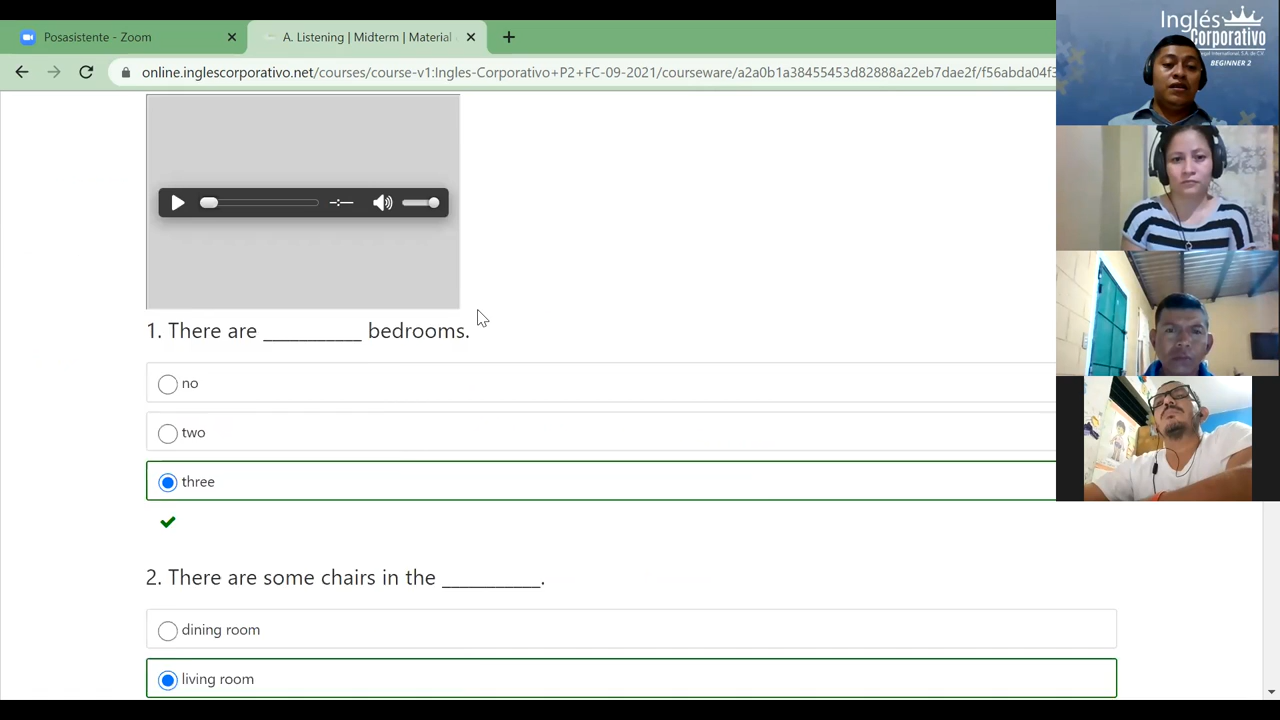 Posasistente - Zoom
A. Listening | Midterm | Material
online.inglescorporativo.net/courses/course-v1:Ingles-Corporativo+P2+FC-09-2021/courseware/a2a0b1a38455453d82888a22eb7dae2f/f56abda04f3
Inglés
Corporativo
BEGINNER 2
1. There are ___________ bedrooms.
no
two
three
2. There are some chairs in the ___________.
dining room
living room